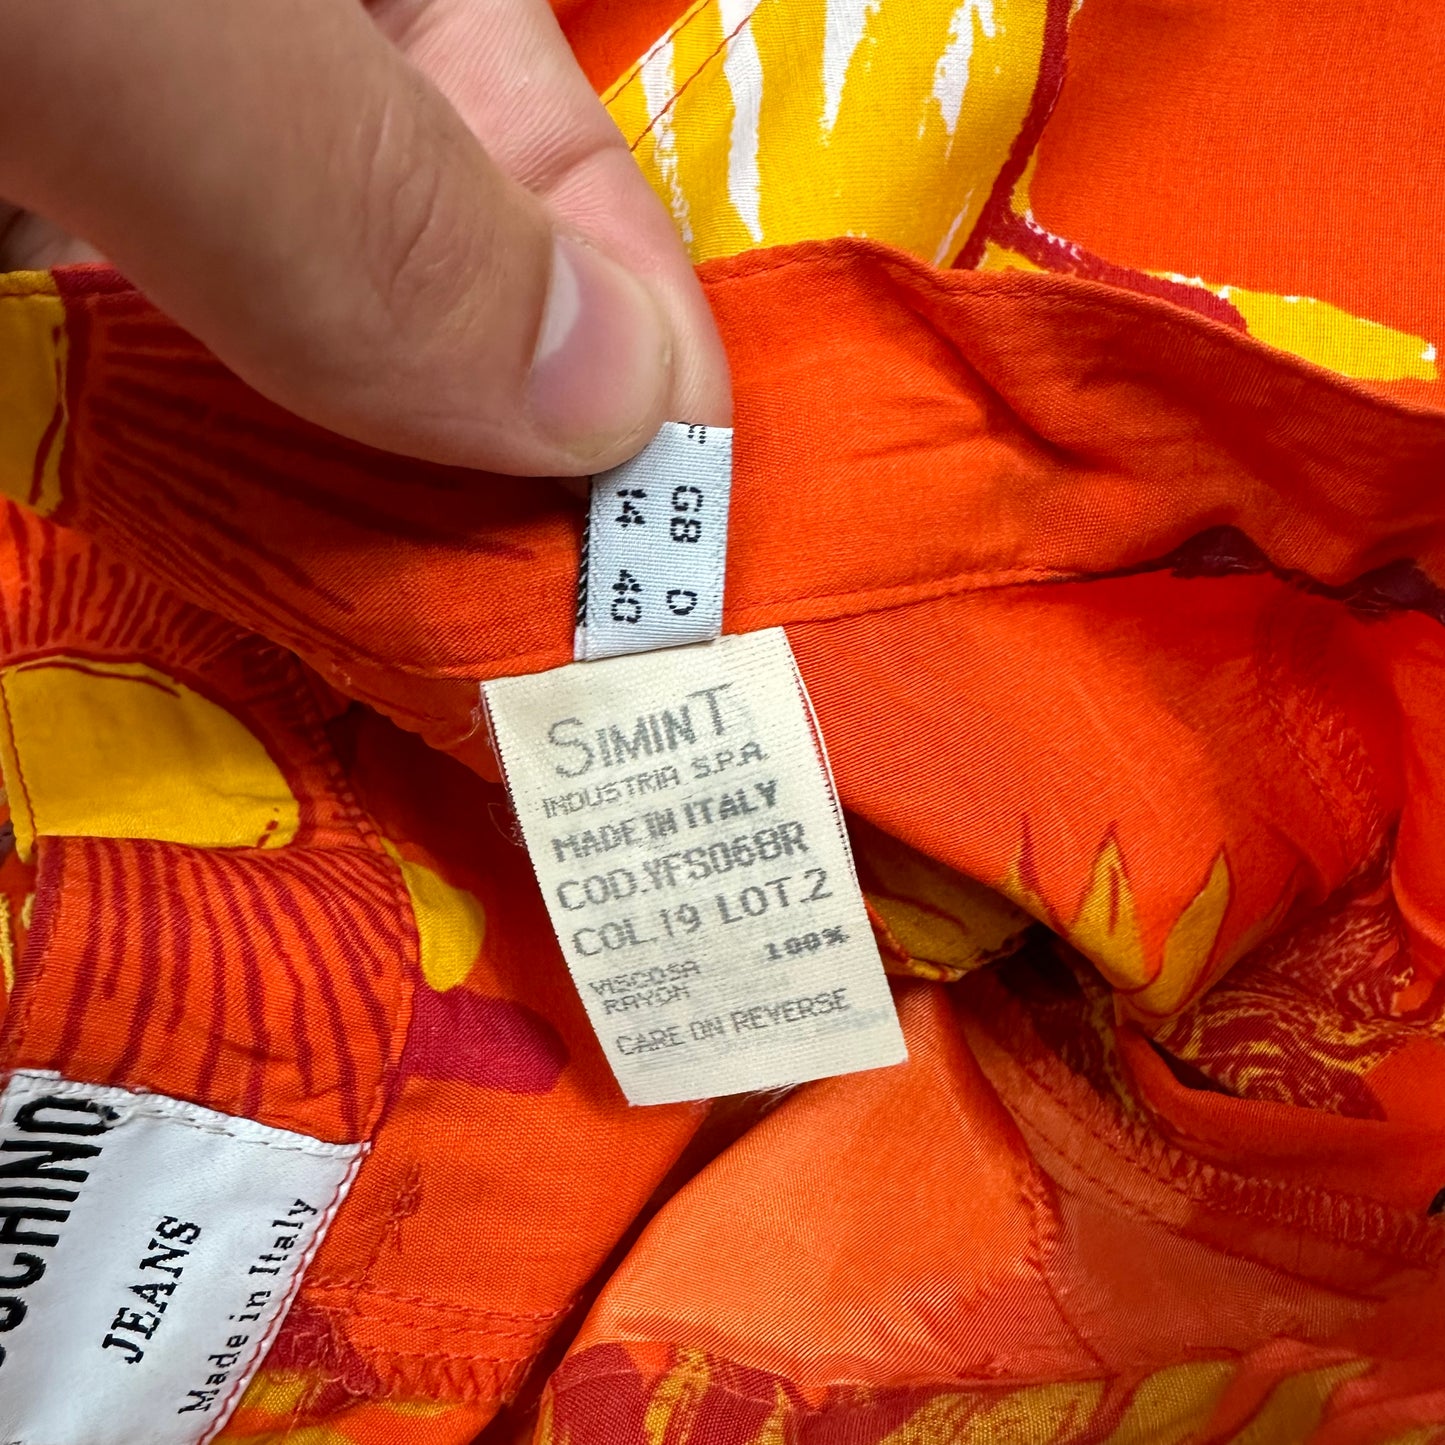 GB D
14 40
SIMINT
INDUSTRIA S.P.A.
MADE IN ITALY
COD.YFS068R
COL.19 LOT.2
100%
VISCOSA
RAYON
CARE ON REVERSE
JEANS
Made in Italy